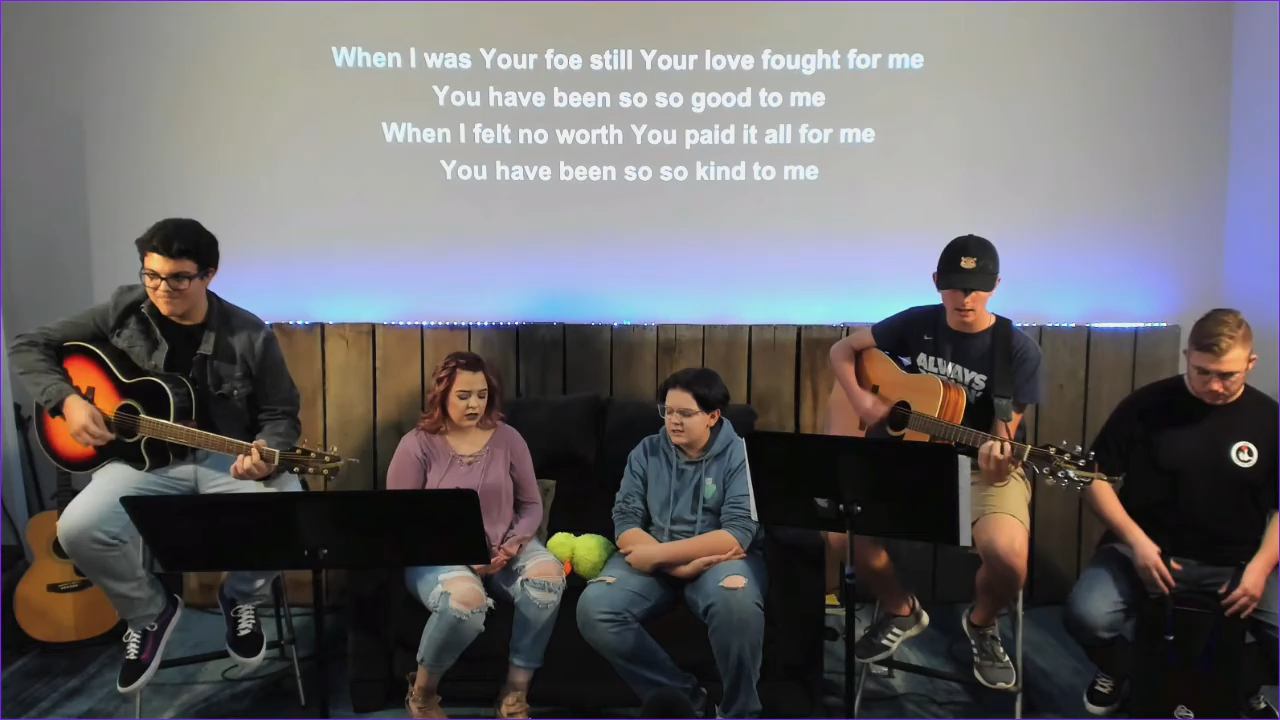 When I was Your foe still Your love fought for me
You have been so so good to me
When I felt no worth You paid it all for me
You have been so so kind to me
ALWAYS